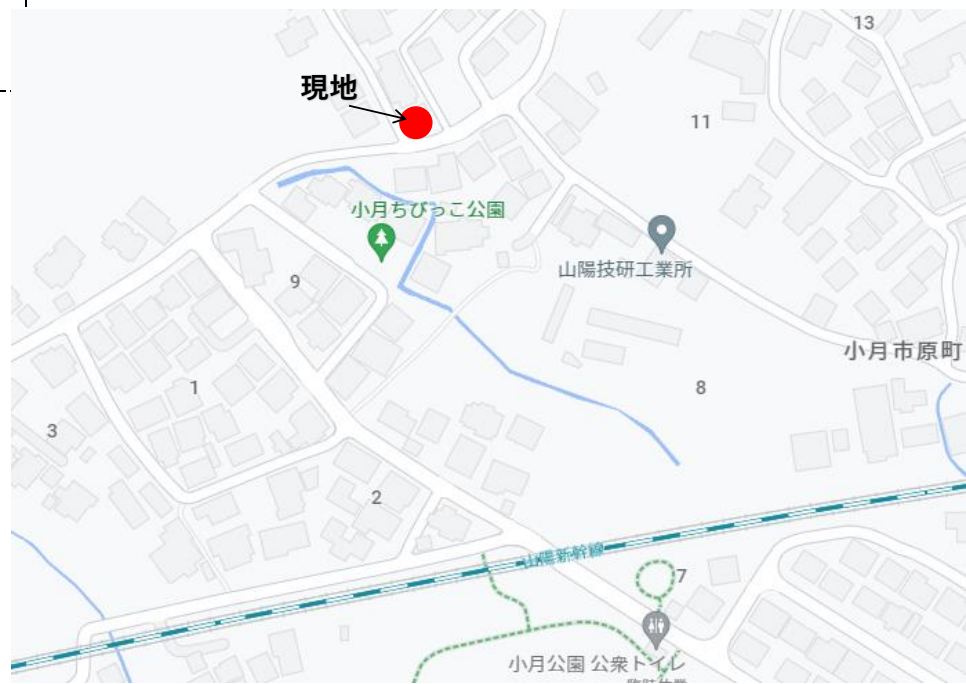 13
現地
11
小月ちびっこ公園
山陽技研工業所
9
小月市原町
1
8
3
2
山陽新幹線
7
小月公園 公衆トイレ